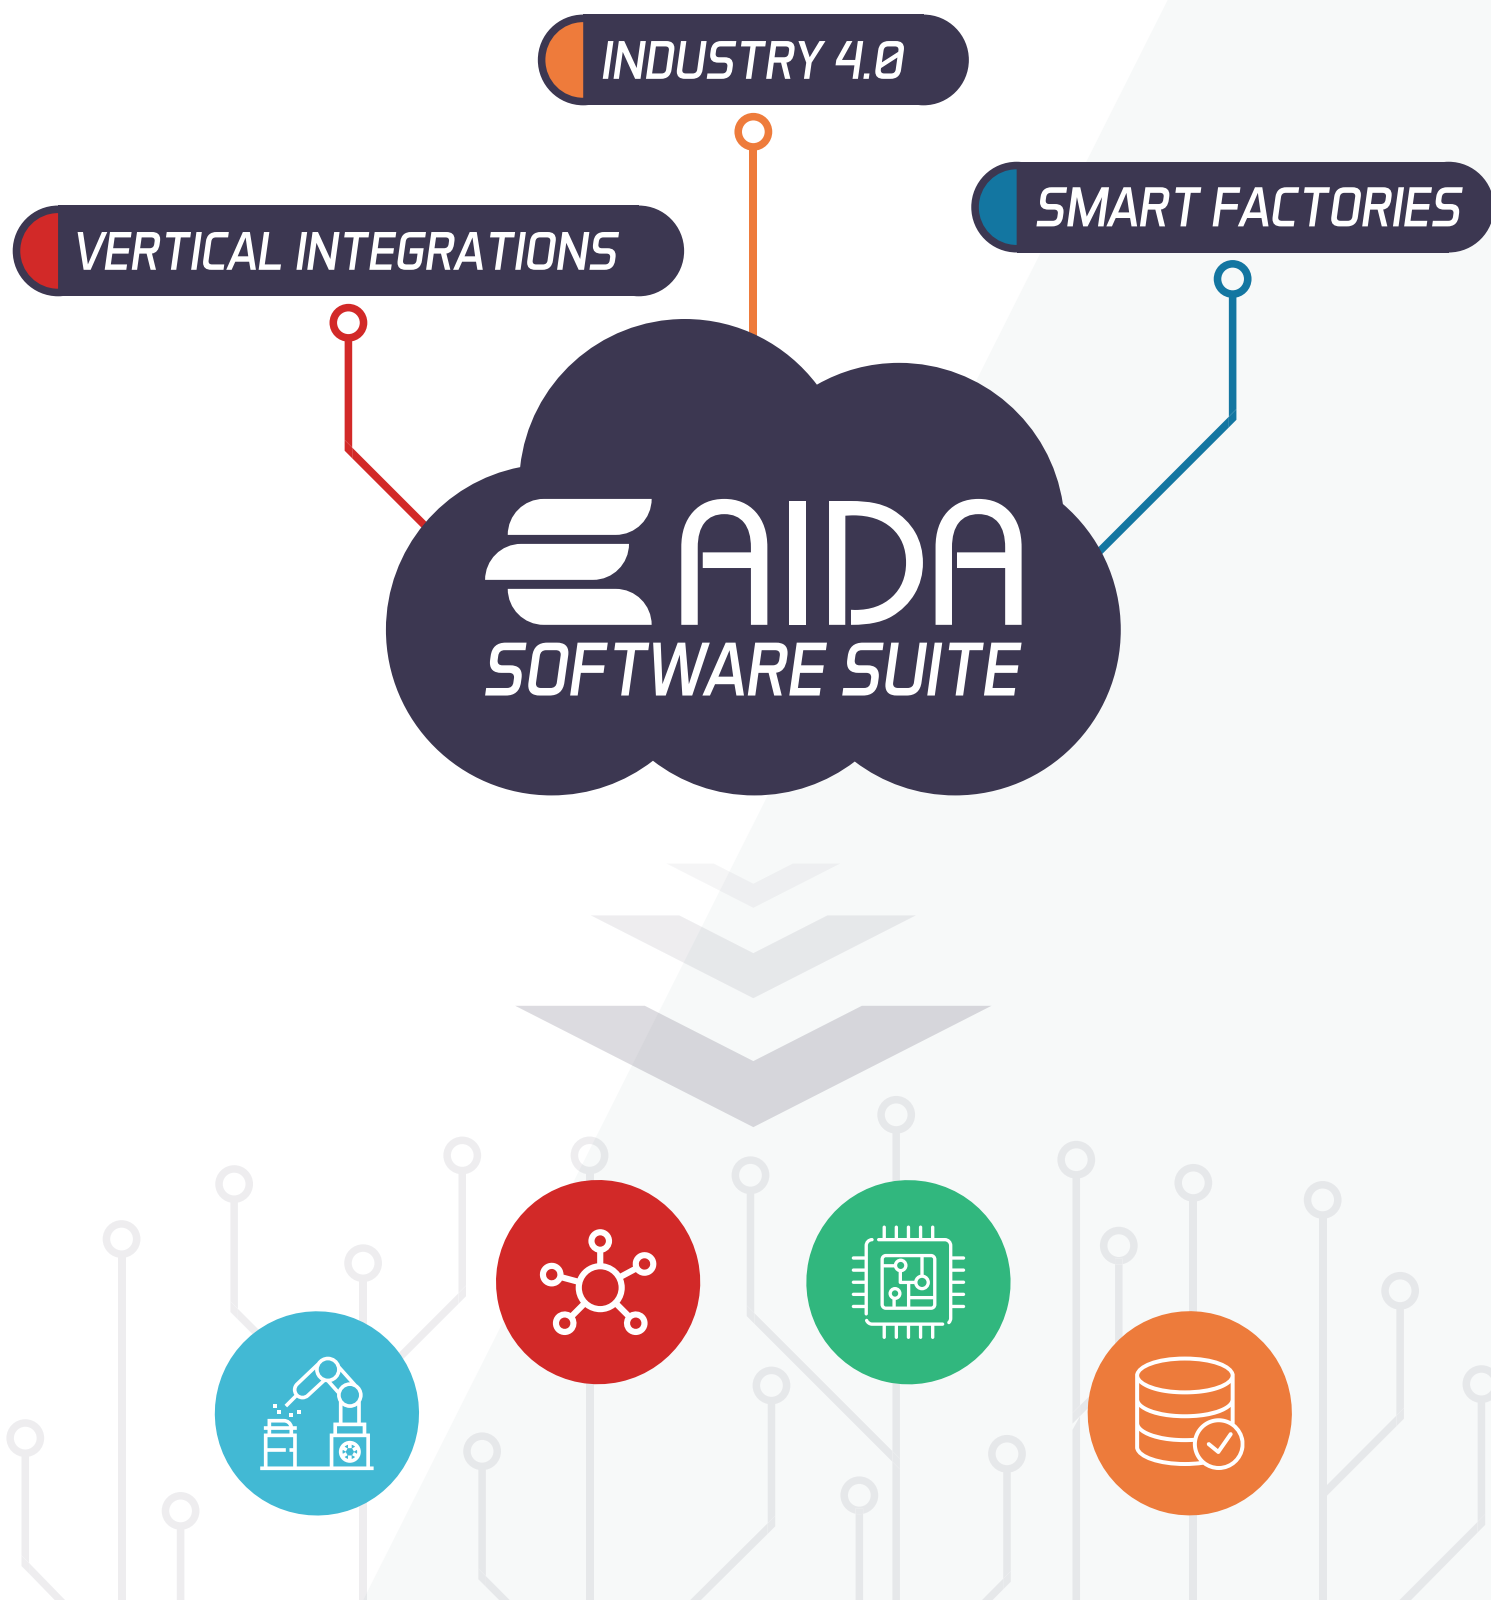 INDUSTRY 4.0
SMART FACTORIES
VERTICAL INTEGRATIONS
AIDA
SOFTWARE SUITE